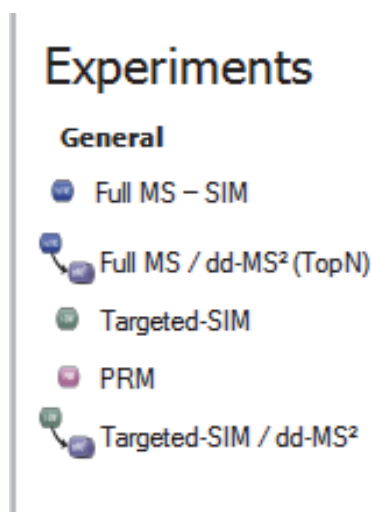 Experiments
General
Full MS – SIM
Full MS / dd-MS² (TopN)
Targeted-SIM
PRM
Targeted-SIM / dd-MS²